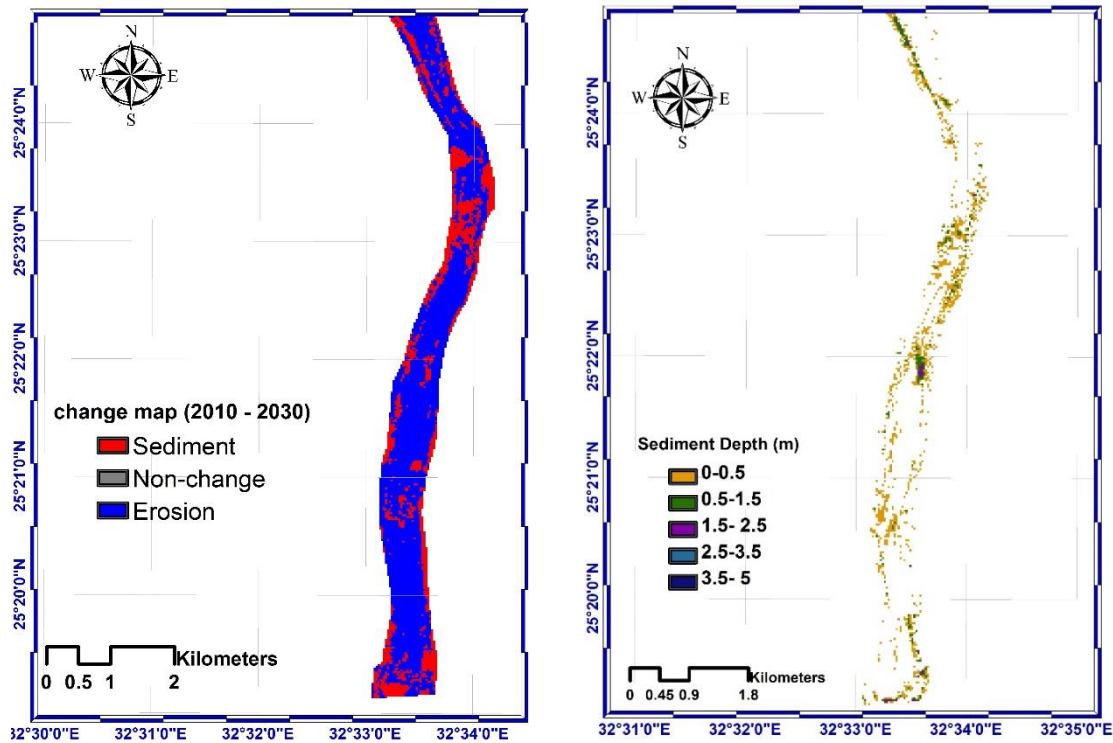 N
W E
S
25°24'0"N
25°23'0"N
25°22'0"N
25°21'0"N
25°20'0"N
change map (2010 - 2030)
Sediment
Non-change
Erosion
Kilometers
0 0.5 1 2
32°30'0"E 32°31'0"E 32°32'0"E 32°33'0"E 32°34'0"E
N
W E
S
25°24'0"N
25°23'0"N
25°22'0"N
25°21'0"N
25°20'0"N
Sediment Depth (m)
0-0.5
0.5-1.5
1.5- 2.5
2.5-3.5
3.5- 5
Kilometers
0 0.45 0.9 1.8
32°31'0"E 32°32'0"E 32°33'0"E 32°34'0"E 32°35'0"E